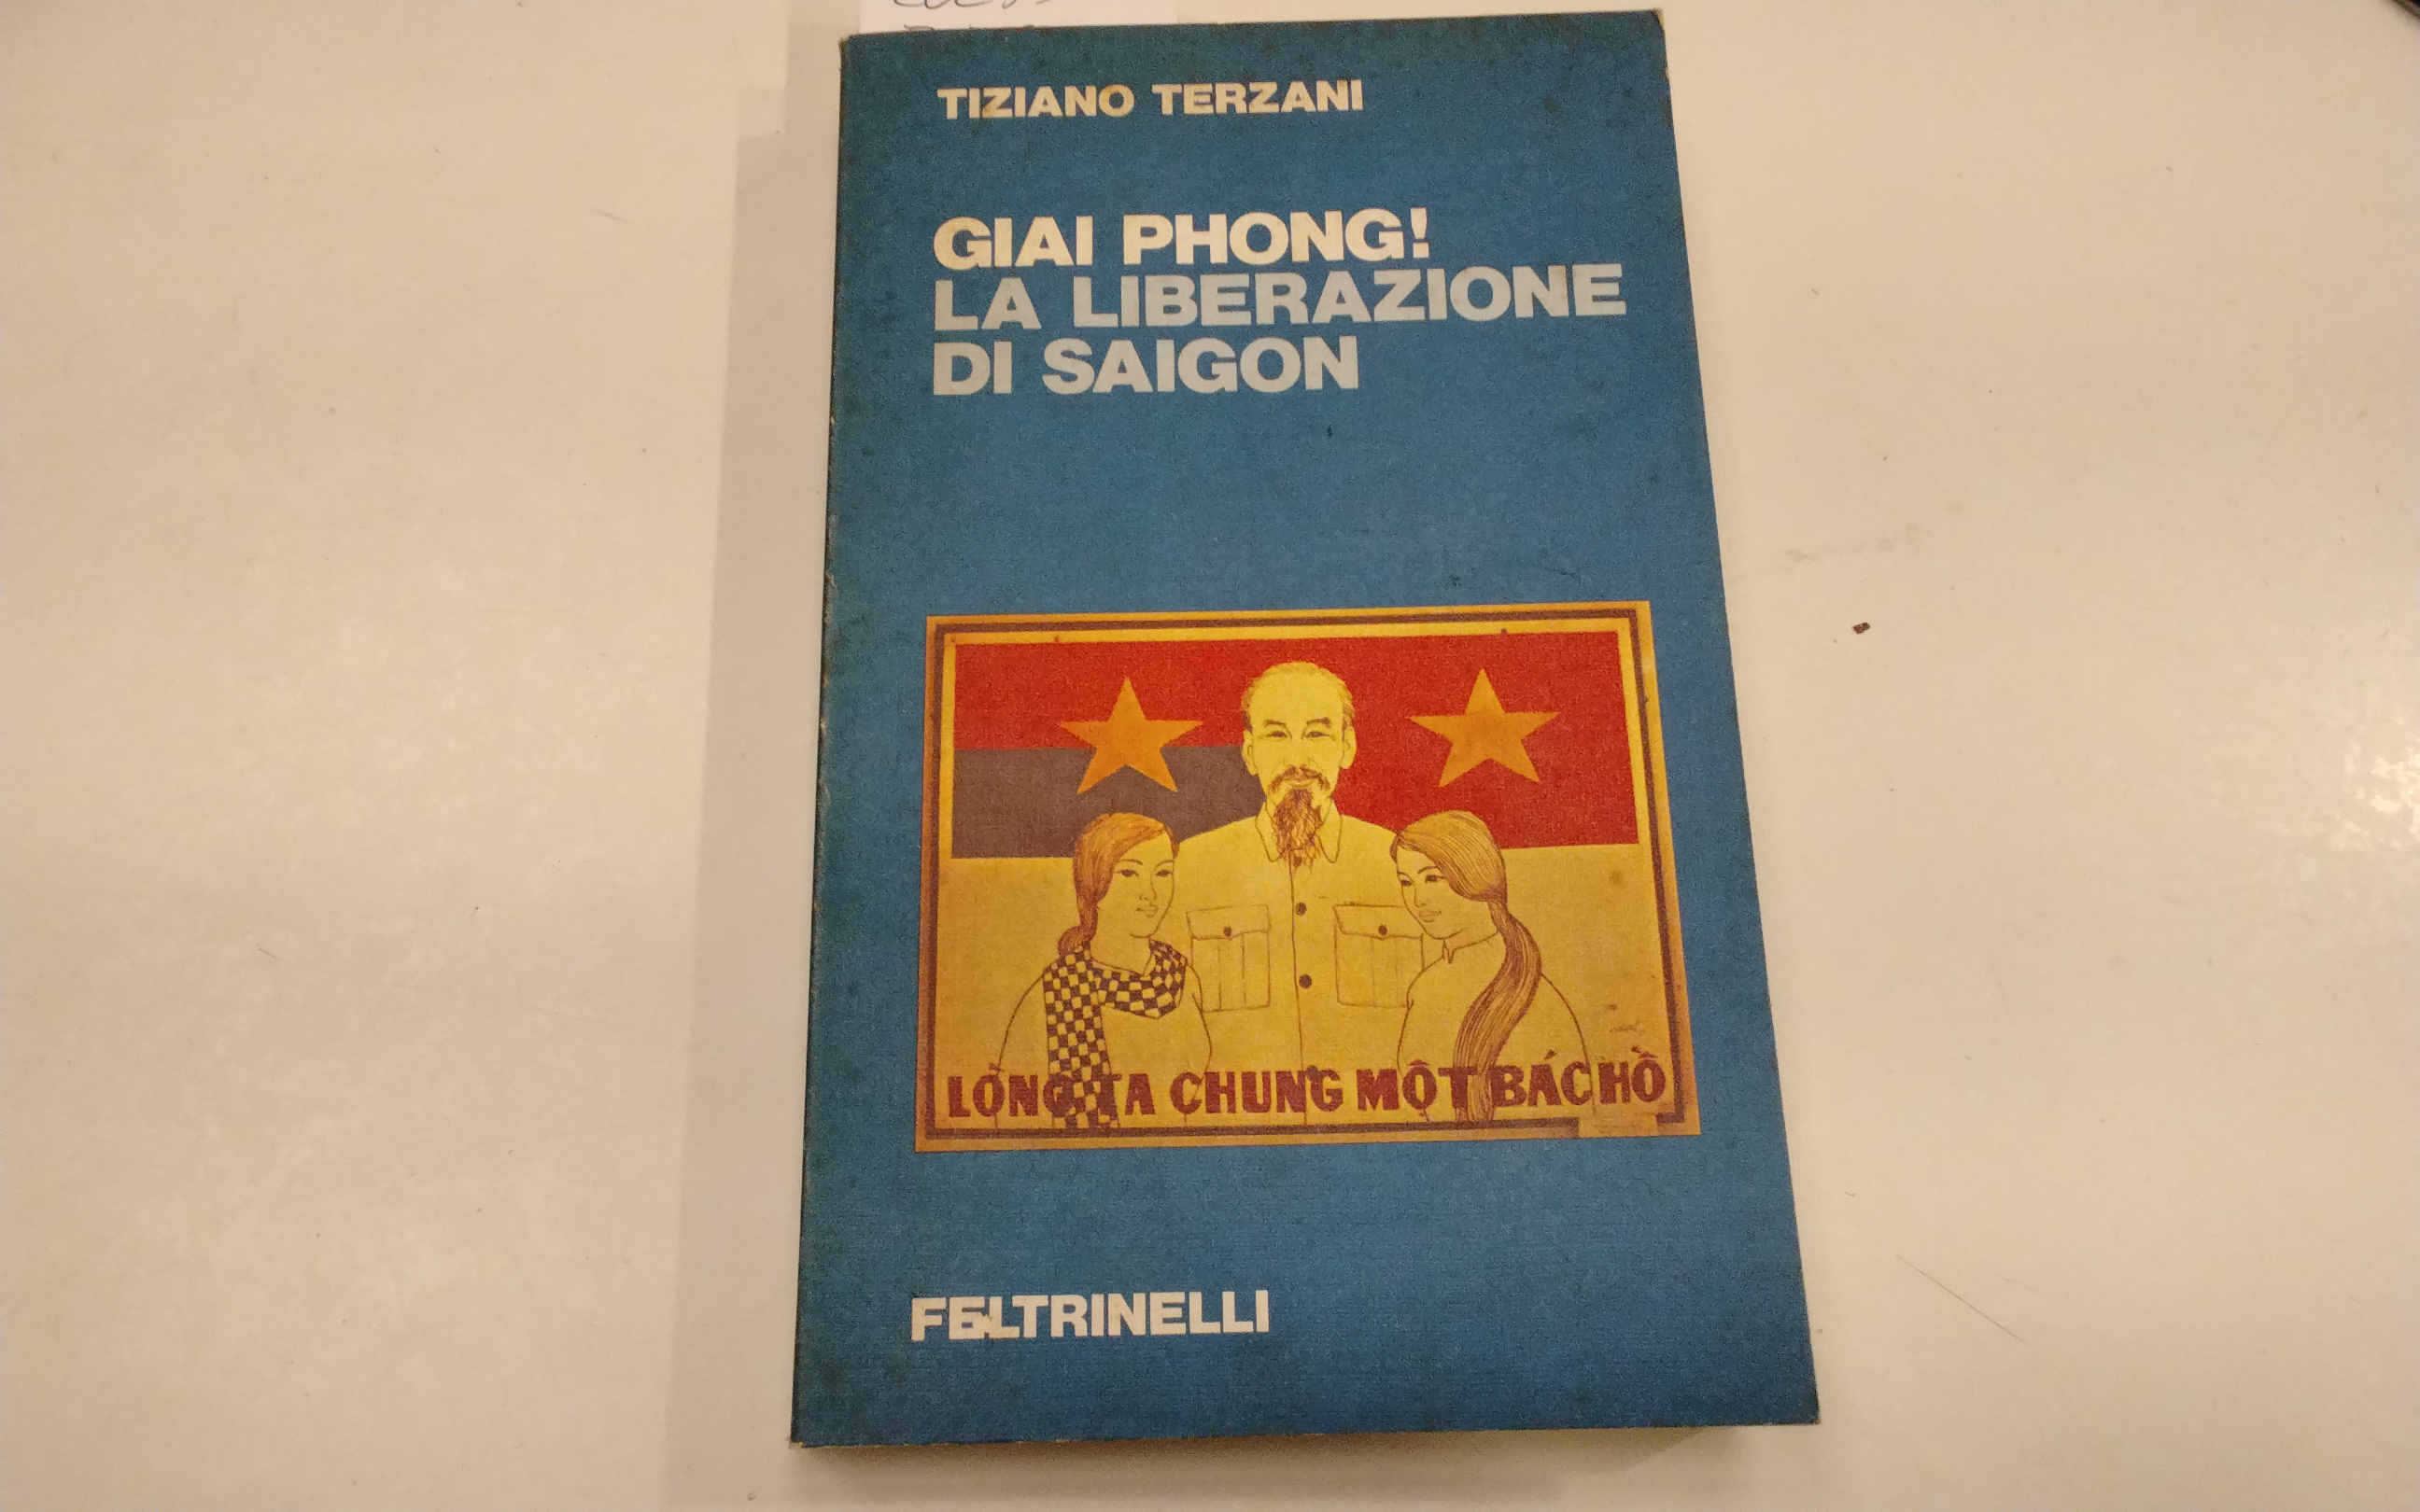 TIZIANO TERZANI
GIAI PHONG!
LA LIBERAZIONE
DI SAIGON
LÒNG TA CHUNG MỘT BÁC HỒ
FELTRINELLI